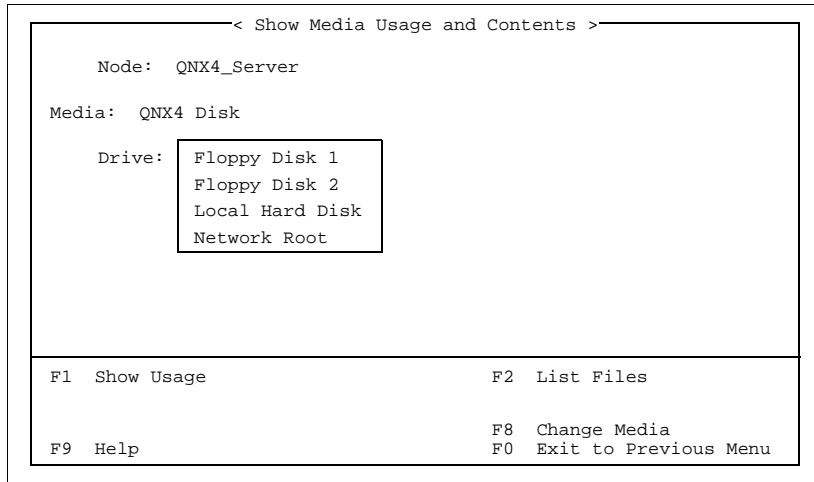 < Show Media Usage and Contents >
Node: QNX4_Server
Media: QNX4 Disk
Drive: Floppy Disk 1
Floppy Disk 2
Local Hard Disk
Network Root
F1 Show Usage F2 List Files
F8 Change Media
F9 Help F0 Exit to Previous Menu